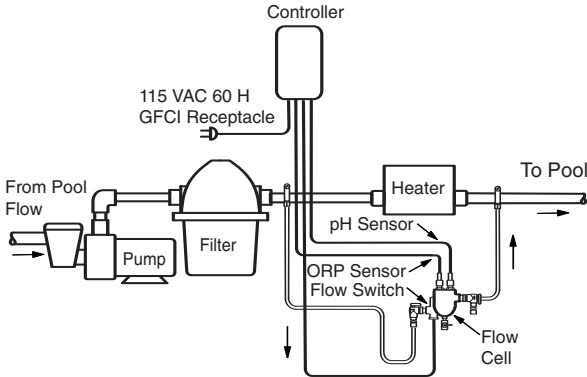 Controller
115 VAC 60 H
GFCI Receptacle
From Pool
Flow
Pump
Filter
Heater
To Pool
pH Sensor
ORP Sensor
Flow Switch
Flow
Cell